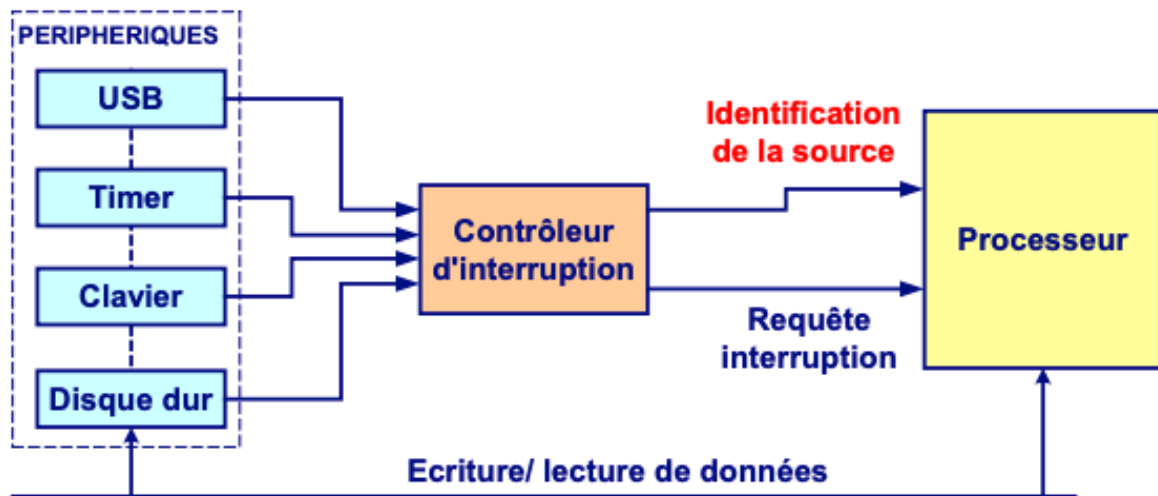 PERIPHERIQUES
USB
Timer
Clavier
Disque dur
Contrôleur
d'interruption
Identification
de la source
Requête
interruption
Processeur
Ecriture/ lecture de données